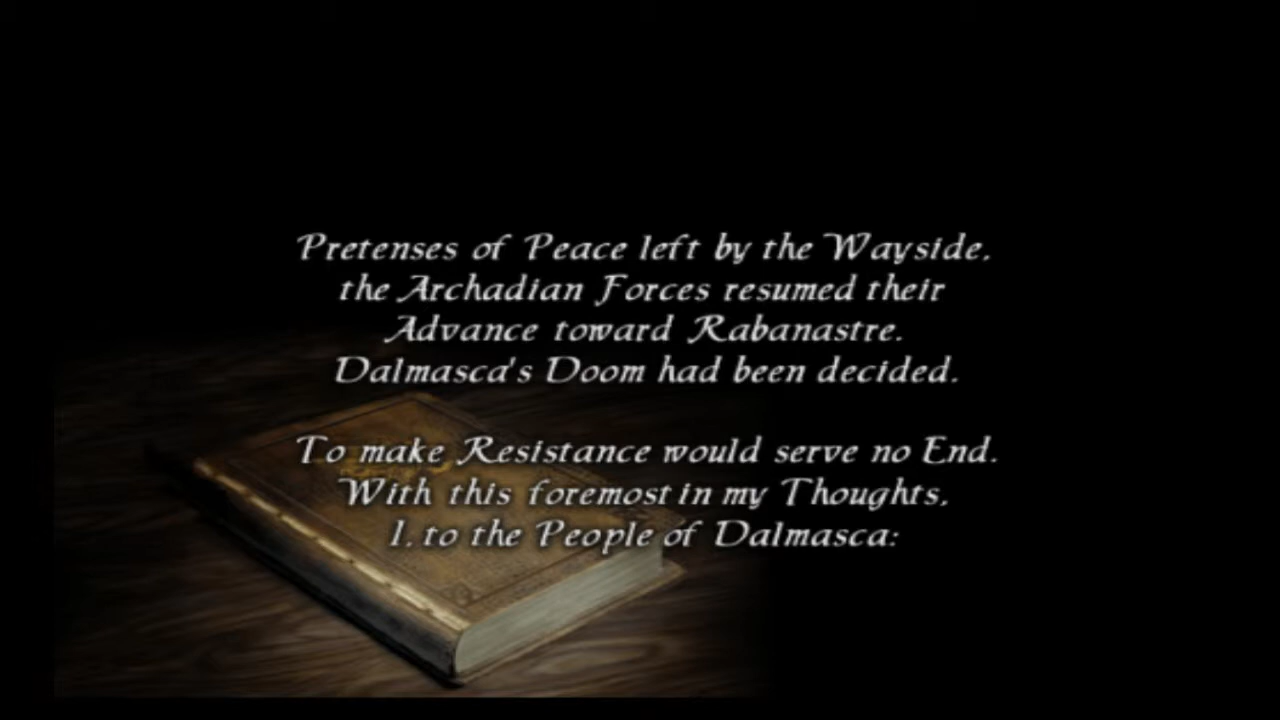 Pretenses of Peace left by the Wayside,
the Archadian Forces resumed their
Advance toward Rabanastre.
Dalmasca's Doom had been decided.
To make Resistance would serve no End.
With this foremost in my Thoughts,
I, to the People of Dalmasca: